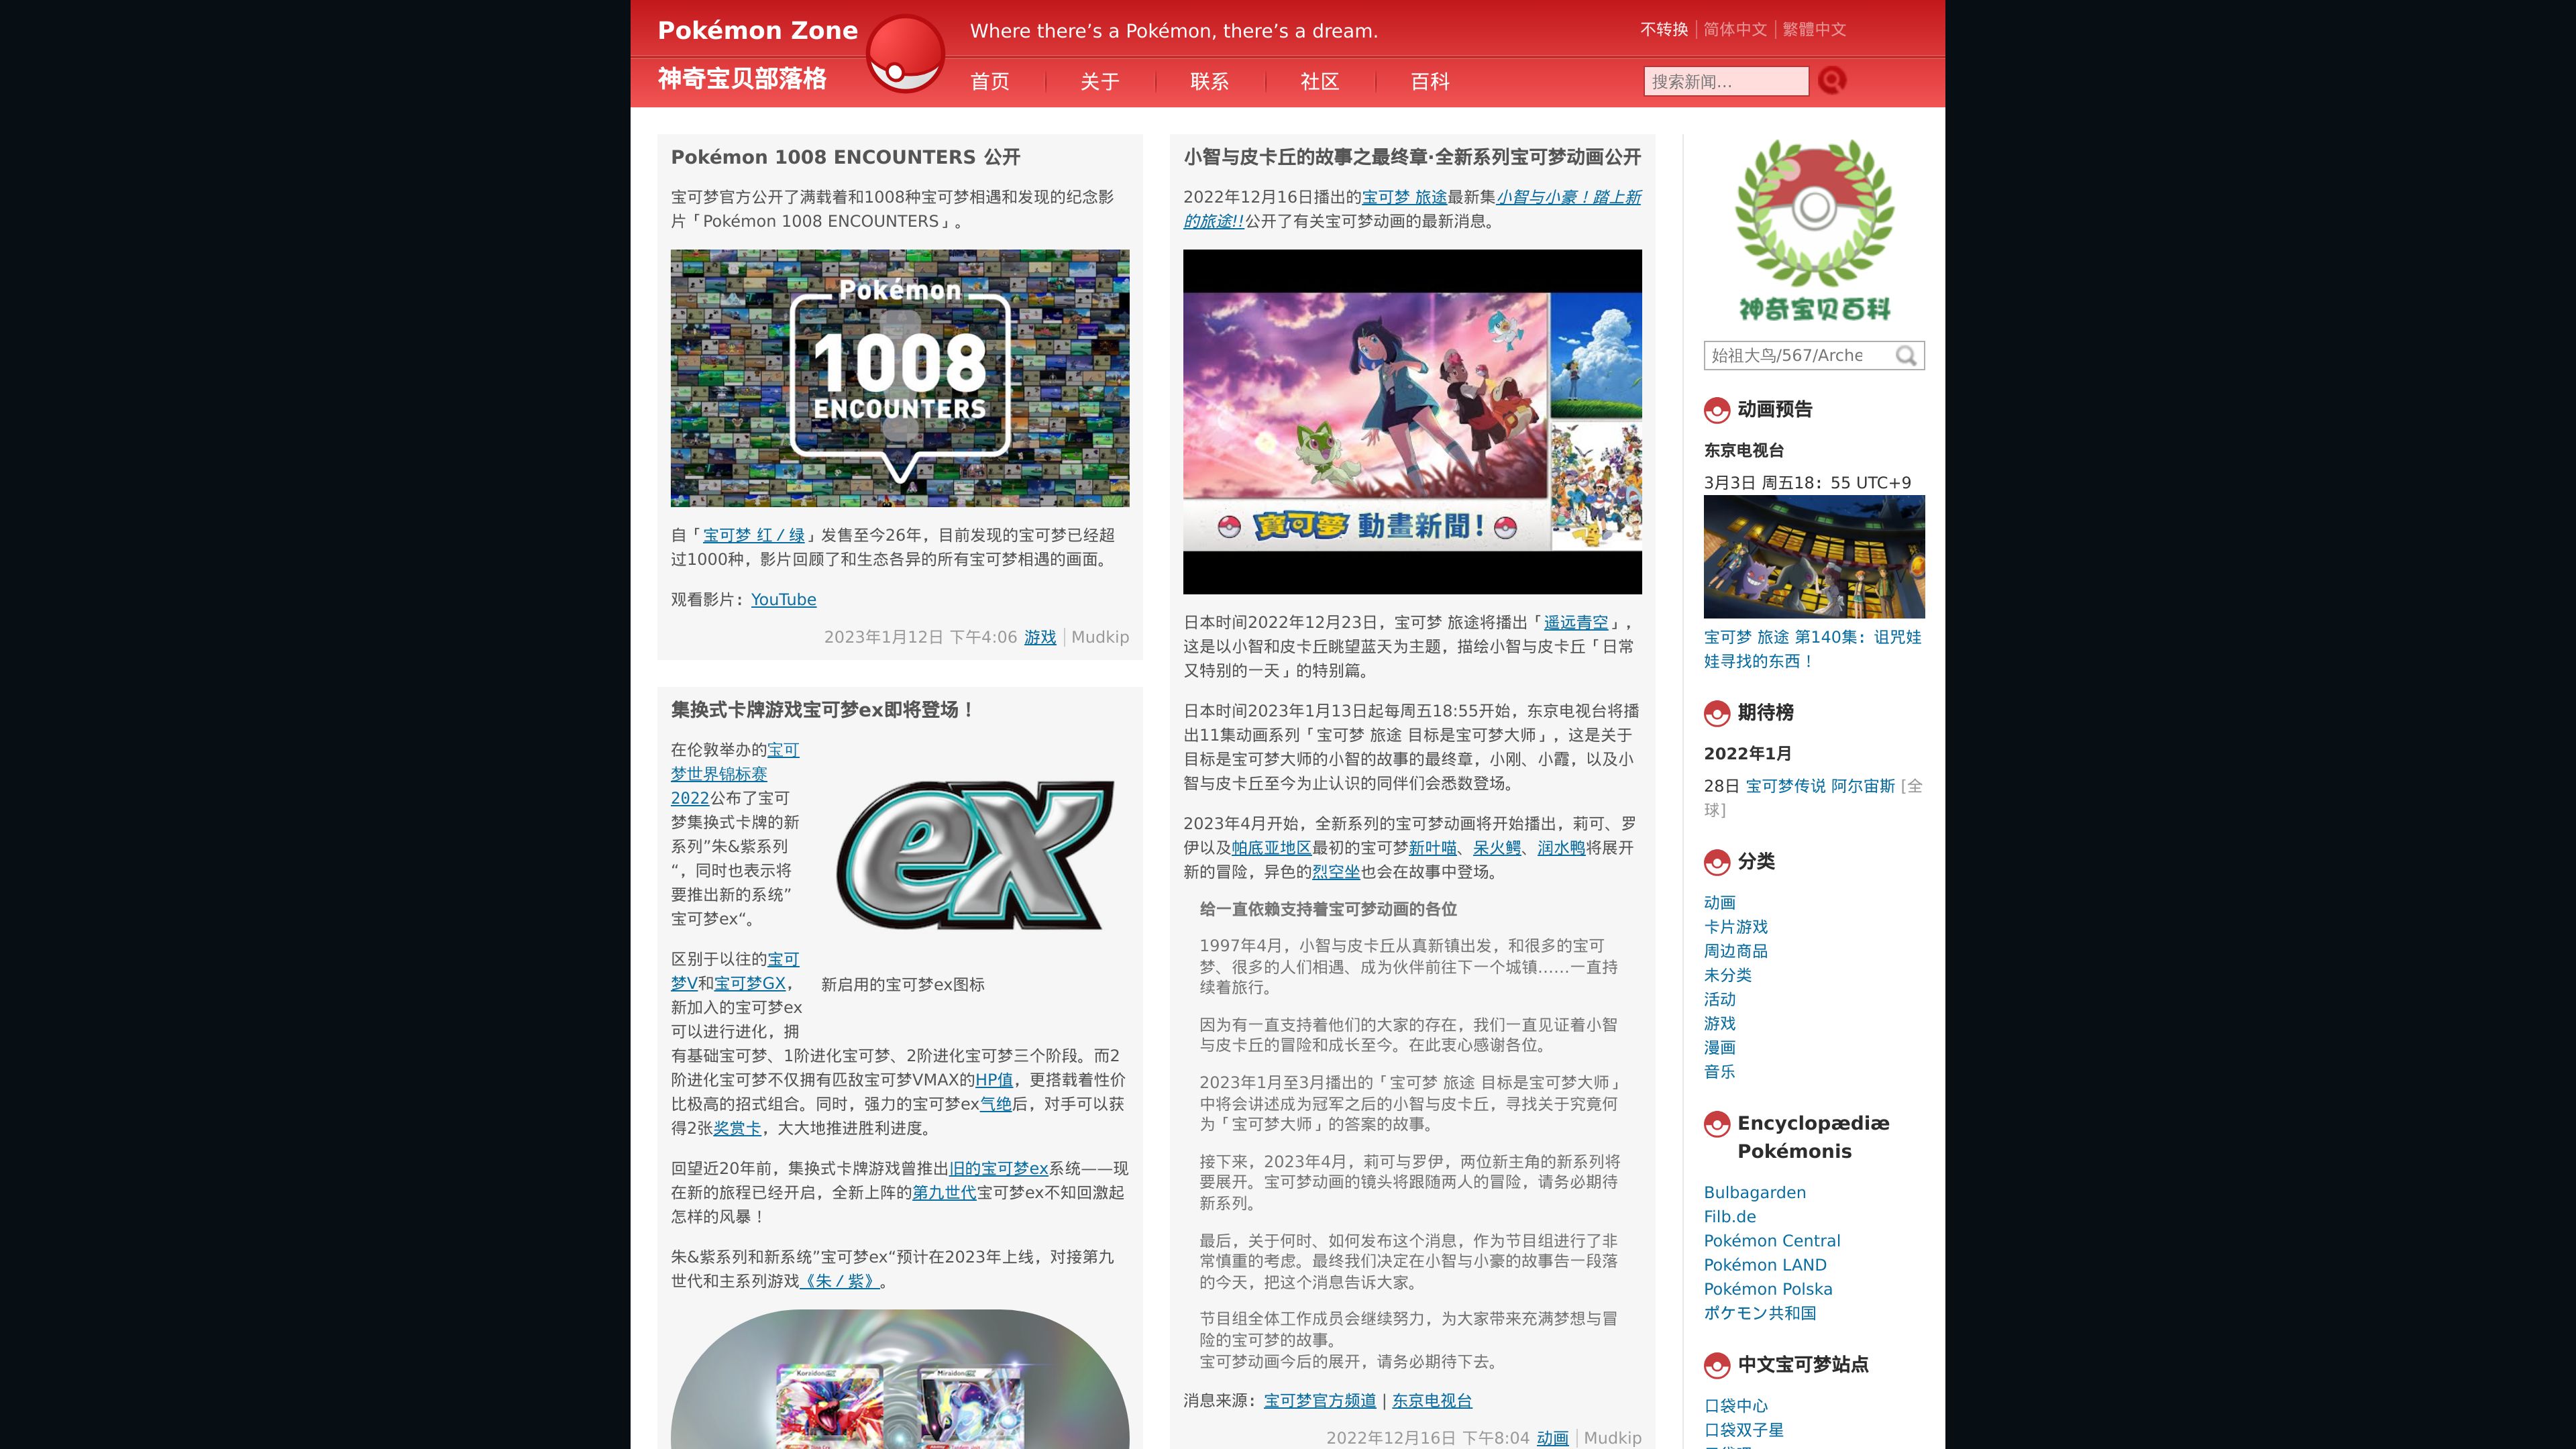 Pokémon Zone
神奇宝贝部落格
Where there’s a Pokémon, there’s a dream.
不转换 | 简体中文 | 繁體中文
首页 关于 联系 社区 百科
搜索新闻…
Pokémon 1008 ENCOUNTERS 公开
宝可梦官方公开了满载着和1008种宝可梦相遇和发现的纪念影
片「Pokémon 1008 ENCOUNTERS」。
Pokémon
1008
ENCOUNTERS
自「宝可梦 红／绿」发售至今26年，目前发现的宝可梦已经超
过1000种，影片回顾了和生态各异的所有宝可梦相遇的画面。
观看影片：YouTube
2023年1月12日 下午4:06 游戏 | Mudkip
集换式卡牌游戏宝可梦ex即将登场！
在伦敦举办的宝可
梦世界锦标赛
2022公布了宝可
梦集换式卡牌的新
系列”朱&紫系列
“，同时也表示将
要推出新的系统”
宝可梦ex“。
ex
新启用的宝可梦ex图标
区别于以往的宝可
梦V和宝可梦GX，
新加入的宝可梦ex
可以进行进化，拥
有基础宝可梦、1阶进化宝可梦、2阶进化宝可梦三个阶段。而2
阶进化宝可梦不仅拥有匹敌宝可梦VMAX的HP值，更搭载着性价
比极高的招式组合。同时，强力的宝可梦ex气绝后，对手可以获
得2张奖赏卡，大大地推进胜利进度。
回望近20年前，集换式卡牌游戏曾推出旧的宝可梦ex系统——现
在新的旅程已经开启，全新上阵的第九世代宝可梦ex不知回激起
怎样的风暴！
朱&紫系列和新系统”宝可梦ex“预计在2023年上线，对接第九
世代和主系列游戏《朱／紫》。
Koraidon ex
Miraidon ex
小智与皮卡丘的故事之最终章·全新系列宝可梦动画公开
2022年12月16日播出的宝可梦 旅途最新集小智与小豪！踏上新
的旅途!!公开了有关宝可梦动画的最新消息。
寶可夢 動畫新聞!
日本时间2022年12月23日，宝可梦 旅途将播出「遥远青空」，
这是以小智和皮卡丘眺望蓝天为主题，描绘小智与皮卡丘「日常
又特别的一天」的特别篇。
日本时间2023年1月13日起每周五18:55开始，东京电视台将播
出11集动画系列「宝可梦 旅途 目标是宝可梦大师」，这是关于
目标是宝可梦大师的小智的故事的最终章，小刚、小霞，以及小
智与皮卡丘至今为止认识的同伴们会悉数登场。
2023年4月开始，全新系列的宝可梦动画将开始播出，莉可、罗
伊以及帕底亚地区最初的宝可梦新叶喵、呆火鳄、润水鸭将展开
新的冒险，异色的烈空坐也会在故事中登场。
给一直依赖支持着宝可梦动画的各位
1997年4月，小智与皮卡丘从真新镇出发，和很多的宝可
梦、很多的人们相遇、成为伙伴前往下一个城镇……一直持
续着旅行。
因为有一直支持着他们的大家的存在，我们一直见证着小智
与皮卡丘的冒险和成长至今。在此衷心感谢各位。
2023年1月至3月播出的「宝可梦 旅途 目标是宝可梦大师」
中将会讲述成为冠军之后的小智与皮卡丘，寻找关于究竟何
为「宝可梦大师」的答案的故事。
接下来，2023年4月，莉可与罗伊，两位新主角的新系列将
要展开。宝可梦动画的镜头将跟随两人的冒险，请务必期待
新系列。
最后，关于何时、如何发布这个消息，作为节目组进行了非
常慎重的考虑。最终我们决定在小智与小豪的故事告一段落
的今天，把这个消息告诉大家。
节目组全体工作成员会继续努力，为大家带来充满梦想与冒
险的宝可梦的故事。
宝可梦动画今后的展开，请务必期待下去。
消息来源：宝可梦官方频道 | 东京电视台
2022年12月16日 下午8:04 动画 | Mudkip
神奇宝贝百科
始祖大鸟/567/Arche
动画预告
东京电视台
3月3日 周五18：55 UTC+9
宝可梦 旅途 第140集：诅咒娃
娃寻找的东西！
期待榜
2022年1月
28日 宝可梦传说 阿尔宙斯 [全
球]
分类
动画
卡片游戏
周边商品
未分类
活动
游戏
漫画
音乐
Encyclopædiæ
Pokémonis
Bulbagarden
Filb.de
Pokémon Central
Pokémon LAND
Pokémon Polska
ポケモン共和国
中文宝可梦站点
口袋中心
口袋双子星